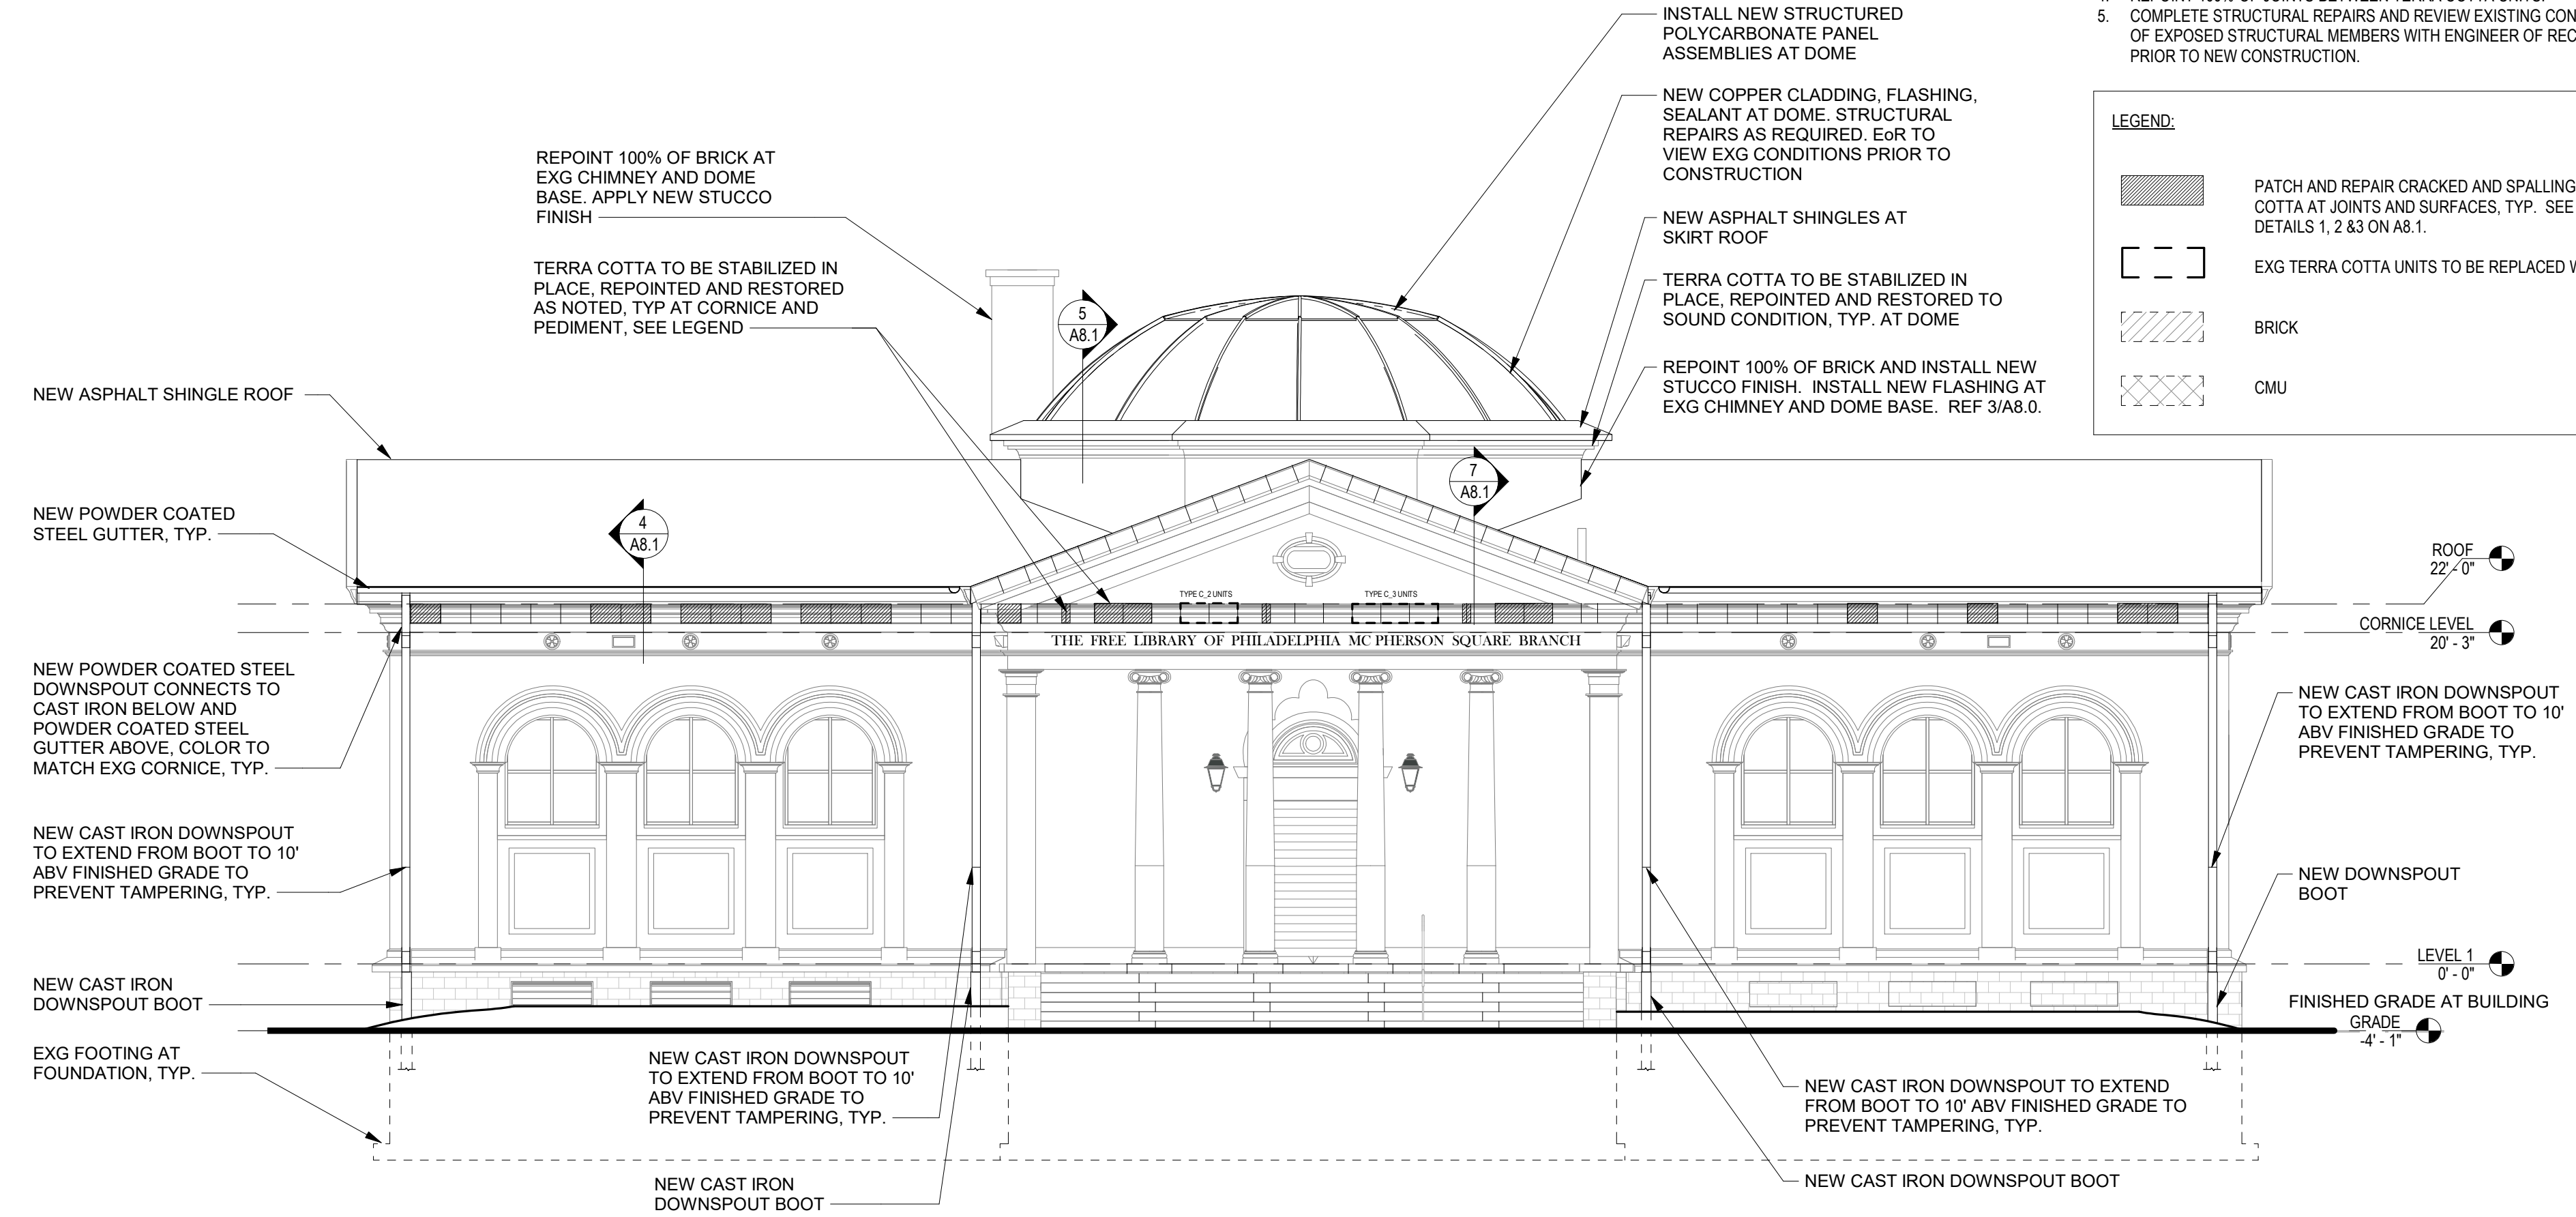 INSTALL NEW STRUCTURED
POLYCARBONATE PANEL
ASSEMBLIES AT DOME
5. COMPLETE STRUCTURAL REPAIRS AND REVIEW EXISTING CON
OF EXPOSED STRUCTURAL MEMBERS WITH ENGINEER OF REC
PRIOR TO NEW CONSTRUCTION.
NEW COPPER CLADDING, FLASHING,
SEALANT AT DOME. STRUCTURAL
REPAIRS AS REQUIRED. EoR TO
VIEW EXG CONDITIONS PRIOR TO
CONSTRUCTION
LEGEND:
PATCH AND REPAIR CRACKED AND SPALLING
COTTA AT JOINTS AND SURFACES, TYP. SEE
DETAILS 1, 2 &3 ON A8.1.
EXG TERRA COTTA UNITS TO BE REPLACED W
BRICK
CMU
REPOINT 100% OF BRICK AT
EXG CHIMNEY AND DOME
BASE. APPLY NEW STUCCO
FINISH
NEW ASPHALT SHINGLES AT
SKIRT ROOF
TERRA COTTA TO BE STABILIZED IN
PLACE, REPOINTED AND RESTORED
AS NOTED, TYP AT CORNICE AND
PEDIMENT, SEE LEGEND
5
A8.1
TERRA COTTA TO BE STABILIZED IN
PLACE, REPOINTED AND RESTORED TO
SOUND CONDITION, TYP. AT DOME
REPOINT 100% OF BRICK AND INSTALL NEW
STUCCO FINISH. INSTALL NEW FLASHING AT
EXG CHIMNEY AND DOME BASE. REF 3/A8.0.
NEW ASPHALT SHINGLE ROOF
7
A8.1
NEW POWDER COATED
STEEL GUTTER, TYP.
4
A8.1
ROOF
22' - 0"
TYPE C_2 UNITS
TYPE C_3 UNITS
CORNICE LEVEL
20' - 3"
THE FREE LIBRARY OF PHILADELPHIA MC PHERSON SQUARE BRANCH
NEW POWDER COATED STEEL
DOWNSPOUT CONNECTS TO
CAST IRON BELOW AND
POWDER COATED STEEL
GUTTER ABOVE, COLOR TO
MATCH EXG CORNICE, TYP.
NEW CAST IRON DOWNSPOUT
TO EXTEND FROM BOOT TO 10'
ABV FINISHED GRADE TO
PREVENT TAMPERING, TYP.
NEW CAST IRON DOWNSPOUT
TO EXTEND FROM BOOT TO 10'
ABV FINISHED GRADE TO
PREVENT TAMPERING, TYP.
NEW DOWNSPOUT
BOOT
NEW CAST IRON
DOWNSPOUT BOOT
LEVEL 1
0' - 0"
FINISHED GRADE AT BUILDING
GRADE
-4' - 1"
EXG FOOTING AT
FOUNDATION, TYP.
NEW CAST IRON DOWNSPOUT
TO EXTEND FROM BOOT TO 10'
ABV FINISHED GRADE TO
PREVENT TAMPERING, TYP.
NEW CAST IRON DOWNSPOUT TO EXTEND
FROM BOOT TO 10' ABV FINISHED GRADE TO
PREVENT TAMPERING, TYP.
NEW CAST IRON
DOWNSPOUT BOOT
NEW CAST IRON DOWNSPOUT BOOT